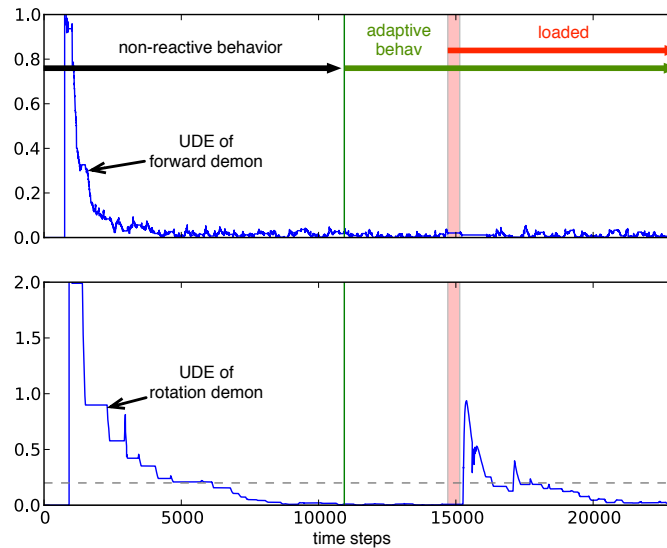 1.0
0.8
0.6
0.4
0.2
0.0
non-reactive behavior
adaptive
behav
loaded
UDE of
forward demon
2.0
1.5
1.0
0.5
0.0
UDE of
rotation demon
0 5000 10000 15000 20000
time steps